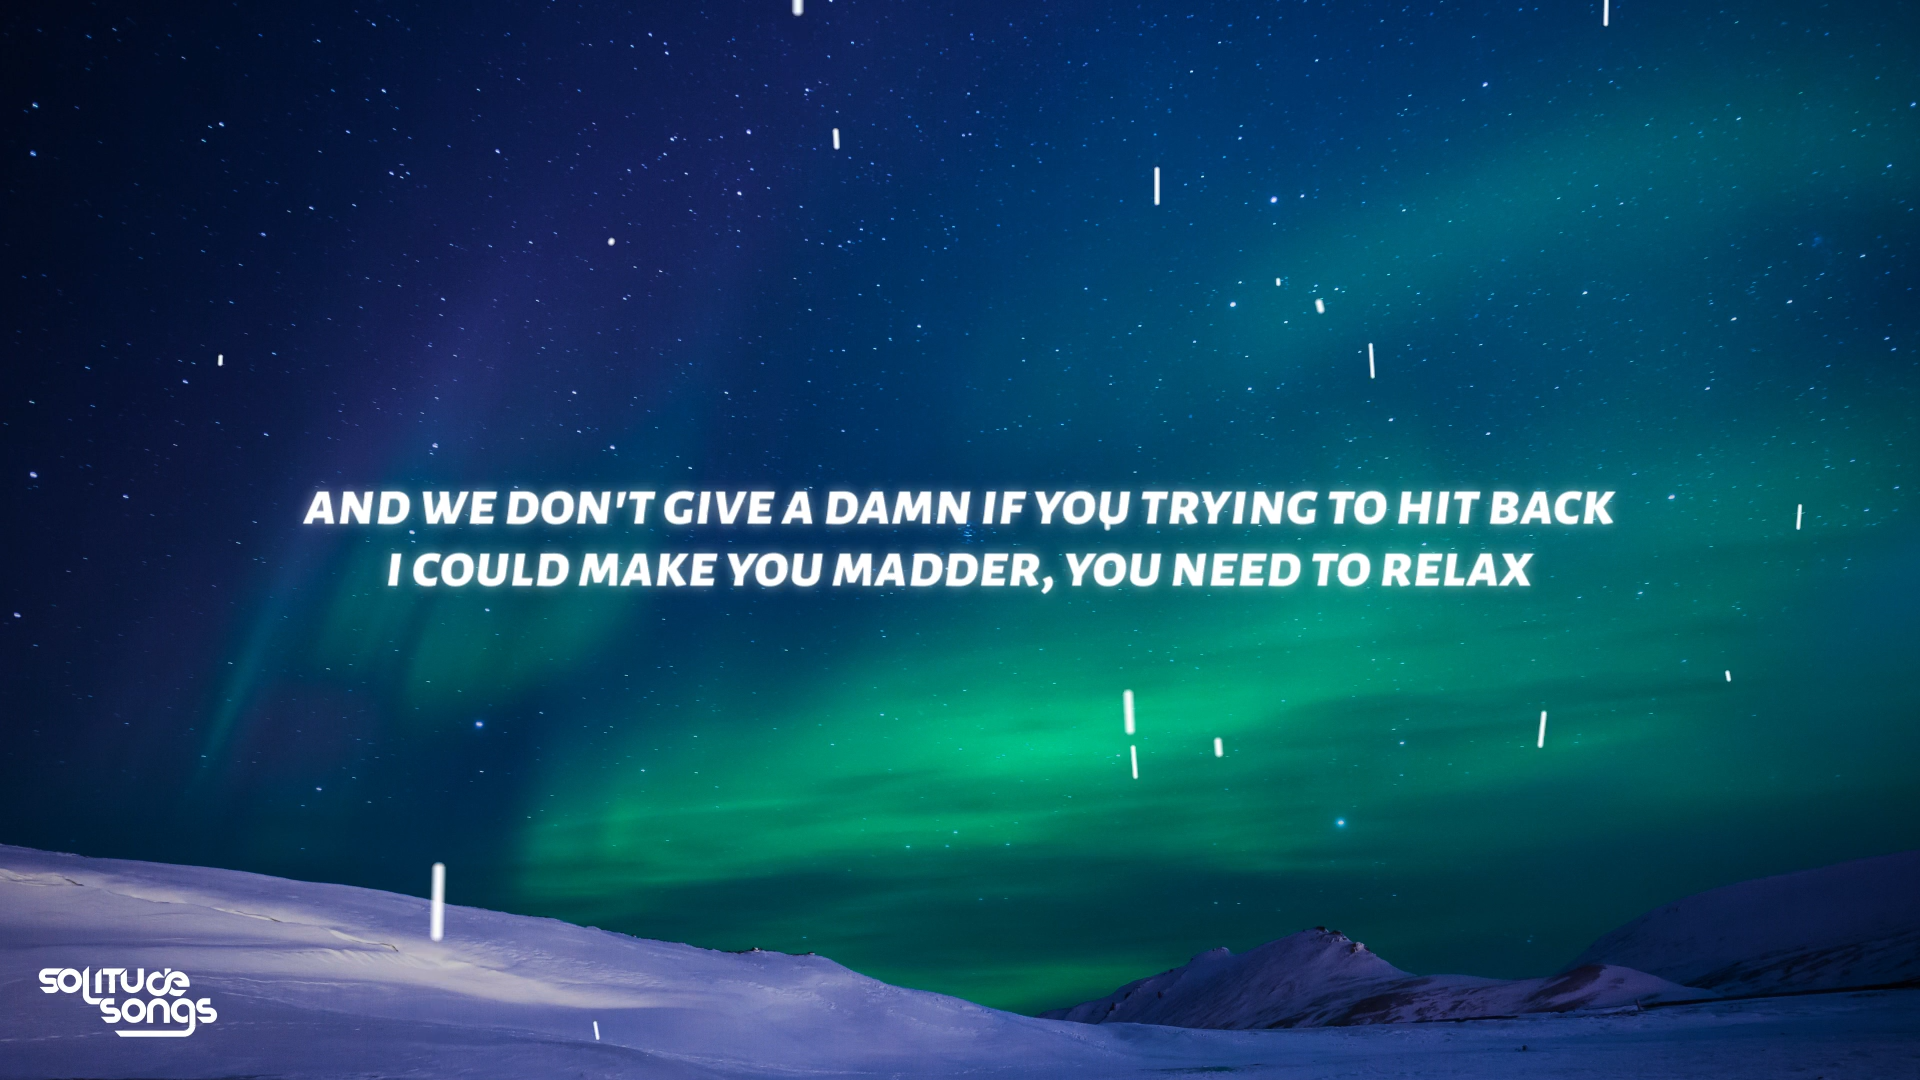 AND WE DON'T GIVE A DAMN IF YOU TRYING TO HIT BACK
I COULD MAKE YOU MADDER, YOU NEED TO RELAX
SOLITUDE
SONGS